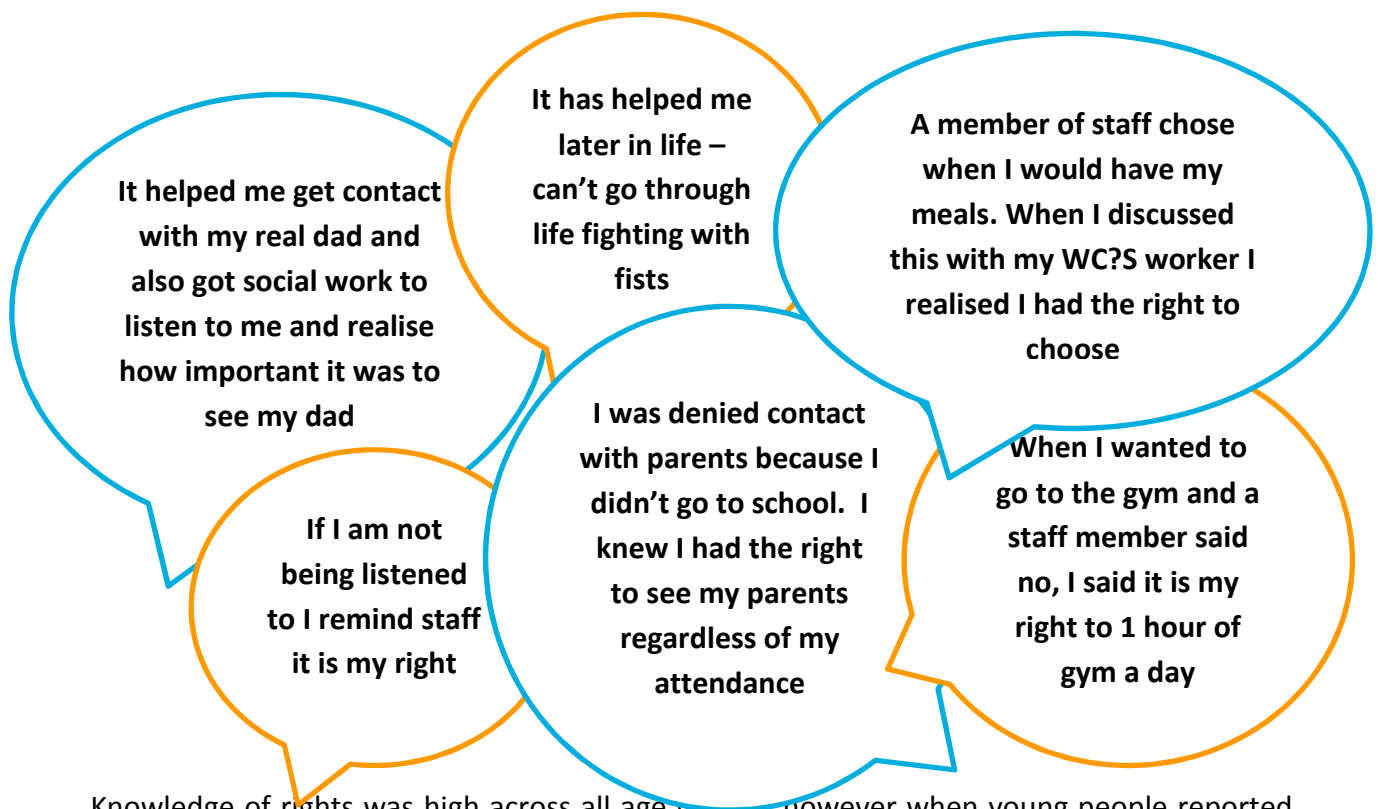 It helped me get contact
with my real dad and
also got social work to
listen to me and realise
how important it was to
see my dad
It has helped me
later in life –
can’t go through
life fighting with
fists
A member of staff chose
when I would have my
meals. When I discussed
this with my WC?S worker I
realised I had the right to
choose
If I am not
being listened
to I remind staff
it is my right
I was denied contact
with parents because I
didn’t go to school.  I
knew I had the right
to see my parents
regardless of my
attendance
When I wanted to
go to the gym and a
staff member said
no, I said it is my
right to 1 hour of
gym a day
Knowledge of rights was high across all age however when young people reported